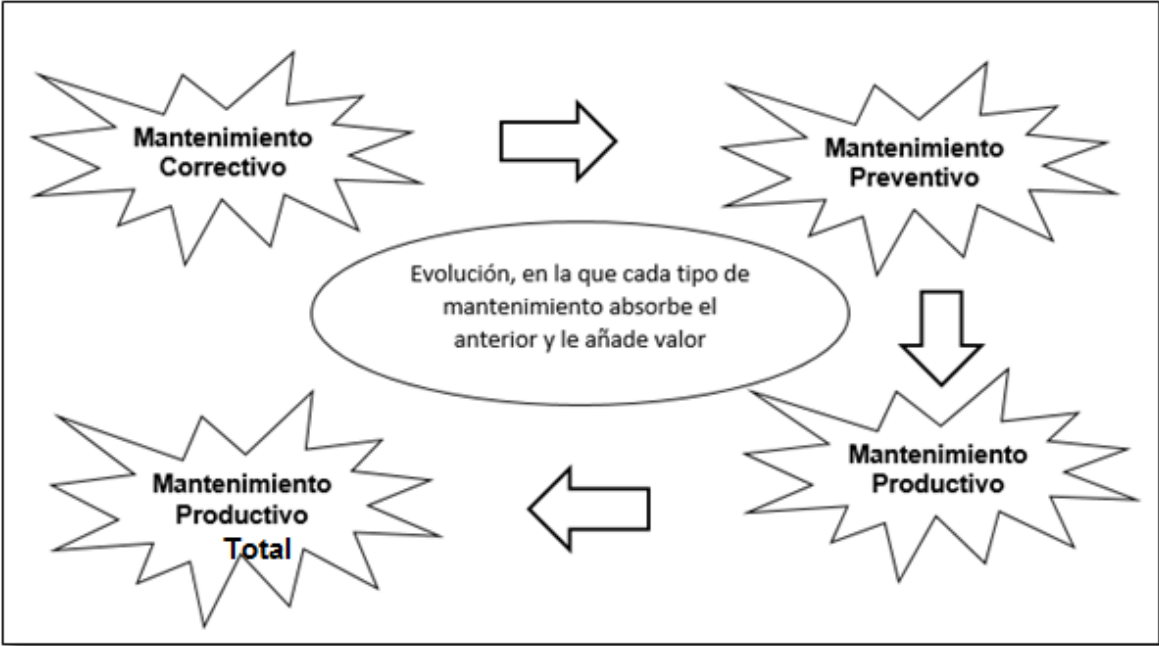 Mantenimiento
Correctivo
Mantenimiento
Preventivo
Evolución, en la que cada tipo de
mantenimiento absorbe el
anterior y le añade valor
Mantenimiento
Productivo
Mantenimiento
Productivo
Total